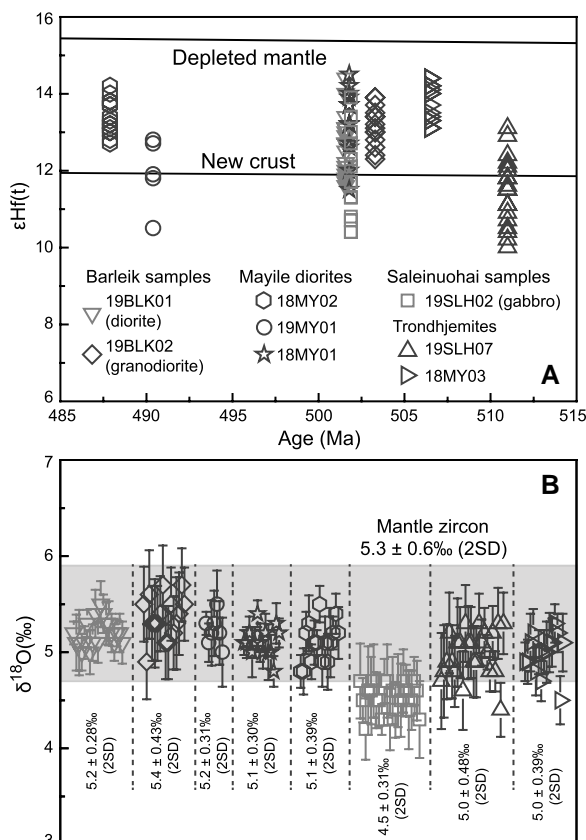 16
14
12
10
8
6
εHf(t)
Depleted mantle
New crust
Barleik samples
19BLK01
(diorite)
19BLK02
(granodiorite)
Mayile diorites
18MY02
19MY01
18MY01
Saleinuohai samples
19SLH02 (gabbro)
Trondhjemites
19SLH07
18MY03
A
485 490 495 500 505 510 515
Age (Ma)
7
6
5
4
3
δ18O(‰)
B
Mantle zircon
5.3 ± 0.6‰ (2SD)
5.2 ± 0.28‰
(2SD)
5.4 ± 0.43‰
(2SD)
5.2 ± 0.31‰
(2SD)
5.1 ± 0.30‰
(2SD)
5.1 ± 0.39‰
(2SD)
4.5 ± 0.31‰
(2SD)
5.0 ± 0.48‰
(2SD)
5.0 ± 0.39‰
(2SD)